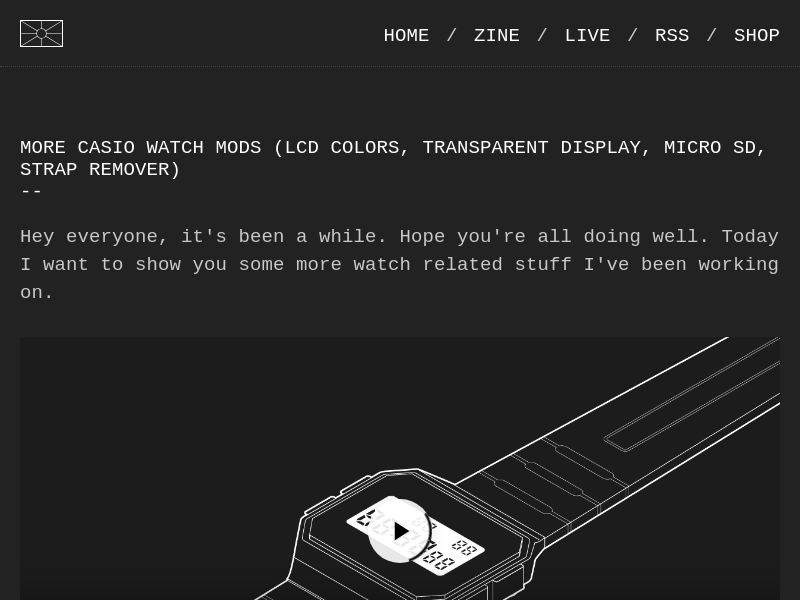 HOME / ZINE / LIVE / RSS / SHOP
MORE CASIO WATCH MODS (LCD COLORS, TRANSPARENT DISPLAY, MICRO SD,
STRAP REMOVER)
--
Hey everyone, it's been a while. Hope you're all doing well. Today
I want to show you some more watch related stuff I've been working
on.